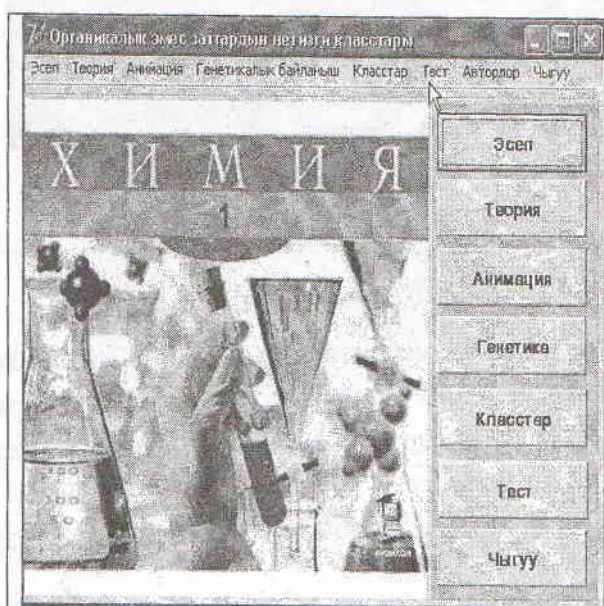 Органикалык эмес заттардын негизги класстары
Эсеп Теория Анимация Генетикалык байланыш Класстар Тест Авторлор Чыгуу
ХИМИЯ
1
Эсеп
Теория
Анимация
Генетика
Класстар
Тест
Чыгуу